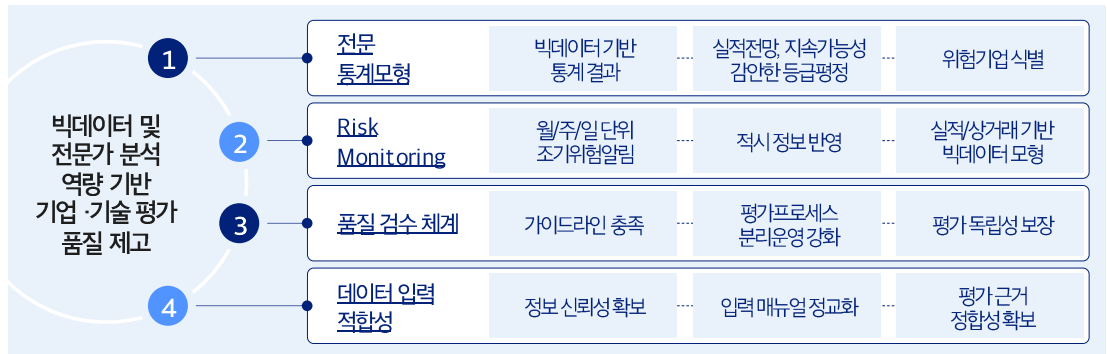 빅데이터 및
전문가 분석
역량 기반
기업 ·기술 평가
품질 제고
1
전문
통계모형
빅데이터 기반
통계 결과
실적전망, 지속가능성
감안한 등급평정
위험기업 식별
2
Risk
Monitoring
월/주/일 단위
조기위험알림
적시 정보 반영
실적/상거래 기반
빅데이터 모형
3
품질 검수 체계
가이드라인 충족
평가프로세스
분리운영 강화
평가 독립성 보장
4
데이터 입력
적합성
정보 신뢰성 확보
입력 매뉴얼 정교화
평가 근거
정합성 확보